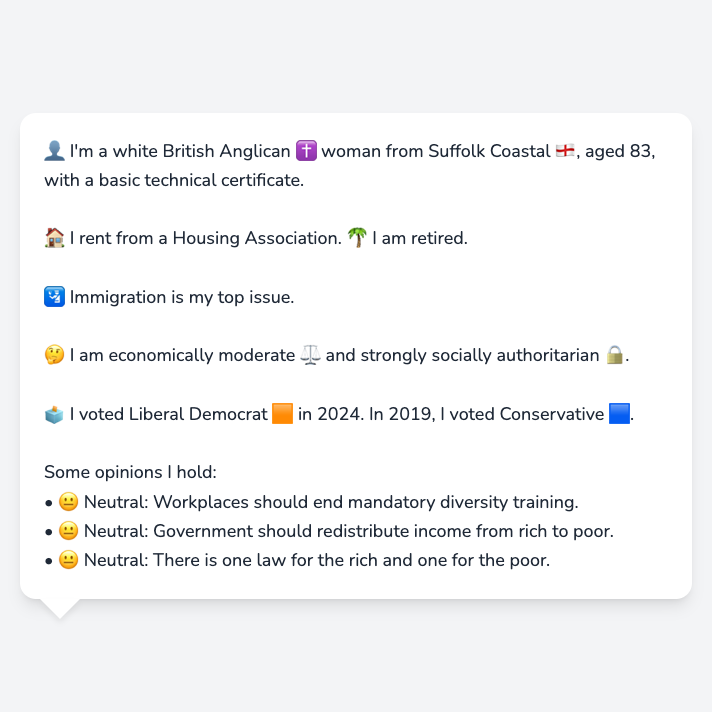 👤 I'm a white British Anglican ✝️ woman from Suffolk Coastal 🏴󠁧󠁢󠁥󠁮󠁧󠁿, aged 83,
with a basic technical certificate.
🏠 I rent from a Housing Association. 🌴 I am retired.
🛂 Immigration is my top issue.
🤔 I am economically moderate ⚖️ and strongly socially authoritarian 🔒.
🗳️ I voted Liberal Democrat 🟧 in 2024. In 2019, I voted Conservative 🟦.
Some opinions I hold:
• 😐 Neutral: Workplaces should end mandatory diversity training.
• 😐 Neutral: Government should redistribute income from rich to poor.
• 😐 Neutral: There is one law for the rich and one for the poor.